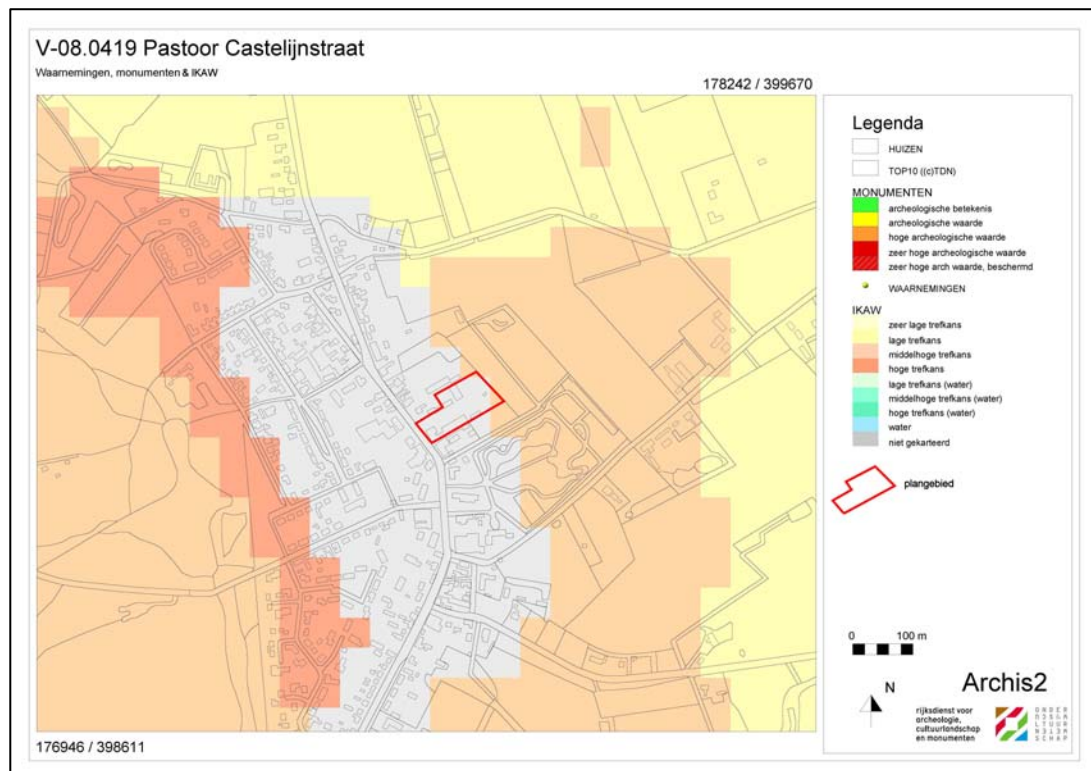 V-08.0419 Pastoor Castelijnstraat
Waarnemingen, monumenten & IKAW
178242 / 399670
176946 / 398611
Legenda
HUIZEN
TOP10 ((c)TDN)
MONUMENTEN
archeologische betekenis
archeologische waarde
hoge archeologische waarde
zeer hoge archeologische waarde
zeer hoge arch waarde, beschermd
WAARNEMINGEN
IKAW
zeer lage trefkans
lage trefkans
middelhoge trefkans
hoge trefkans
lage trefkans (water)
middelhoge trefkans (water)
hoge trefkans (water)
water
niet gekarteerd
plangebied
0 100 m
N
Archis2
rijksdienst voor
archeologie,
cultuurlandschap
en monumenten